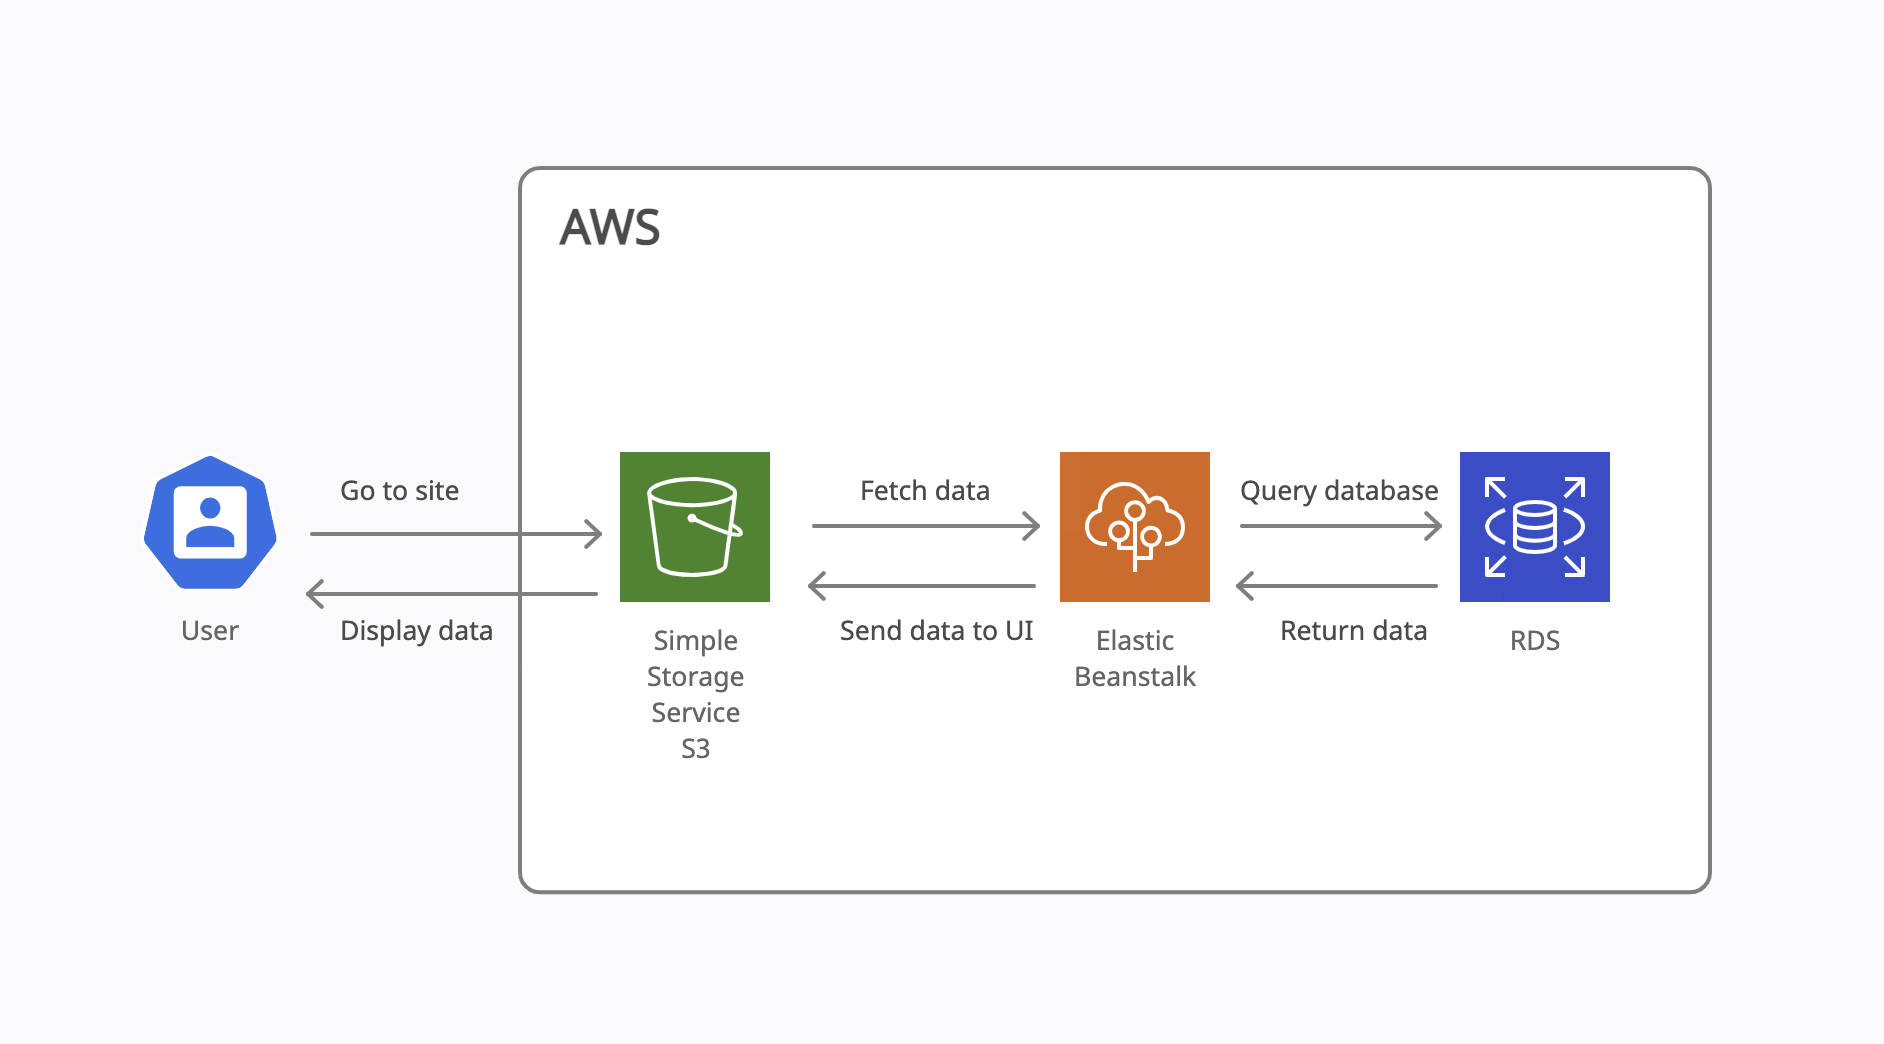 AWS
Go to site
Fetch data
Query database
User
Display data
Send data to UI
Return data
Simple
Storage
Service
S3
Elastic
Beanstalk
RDS